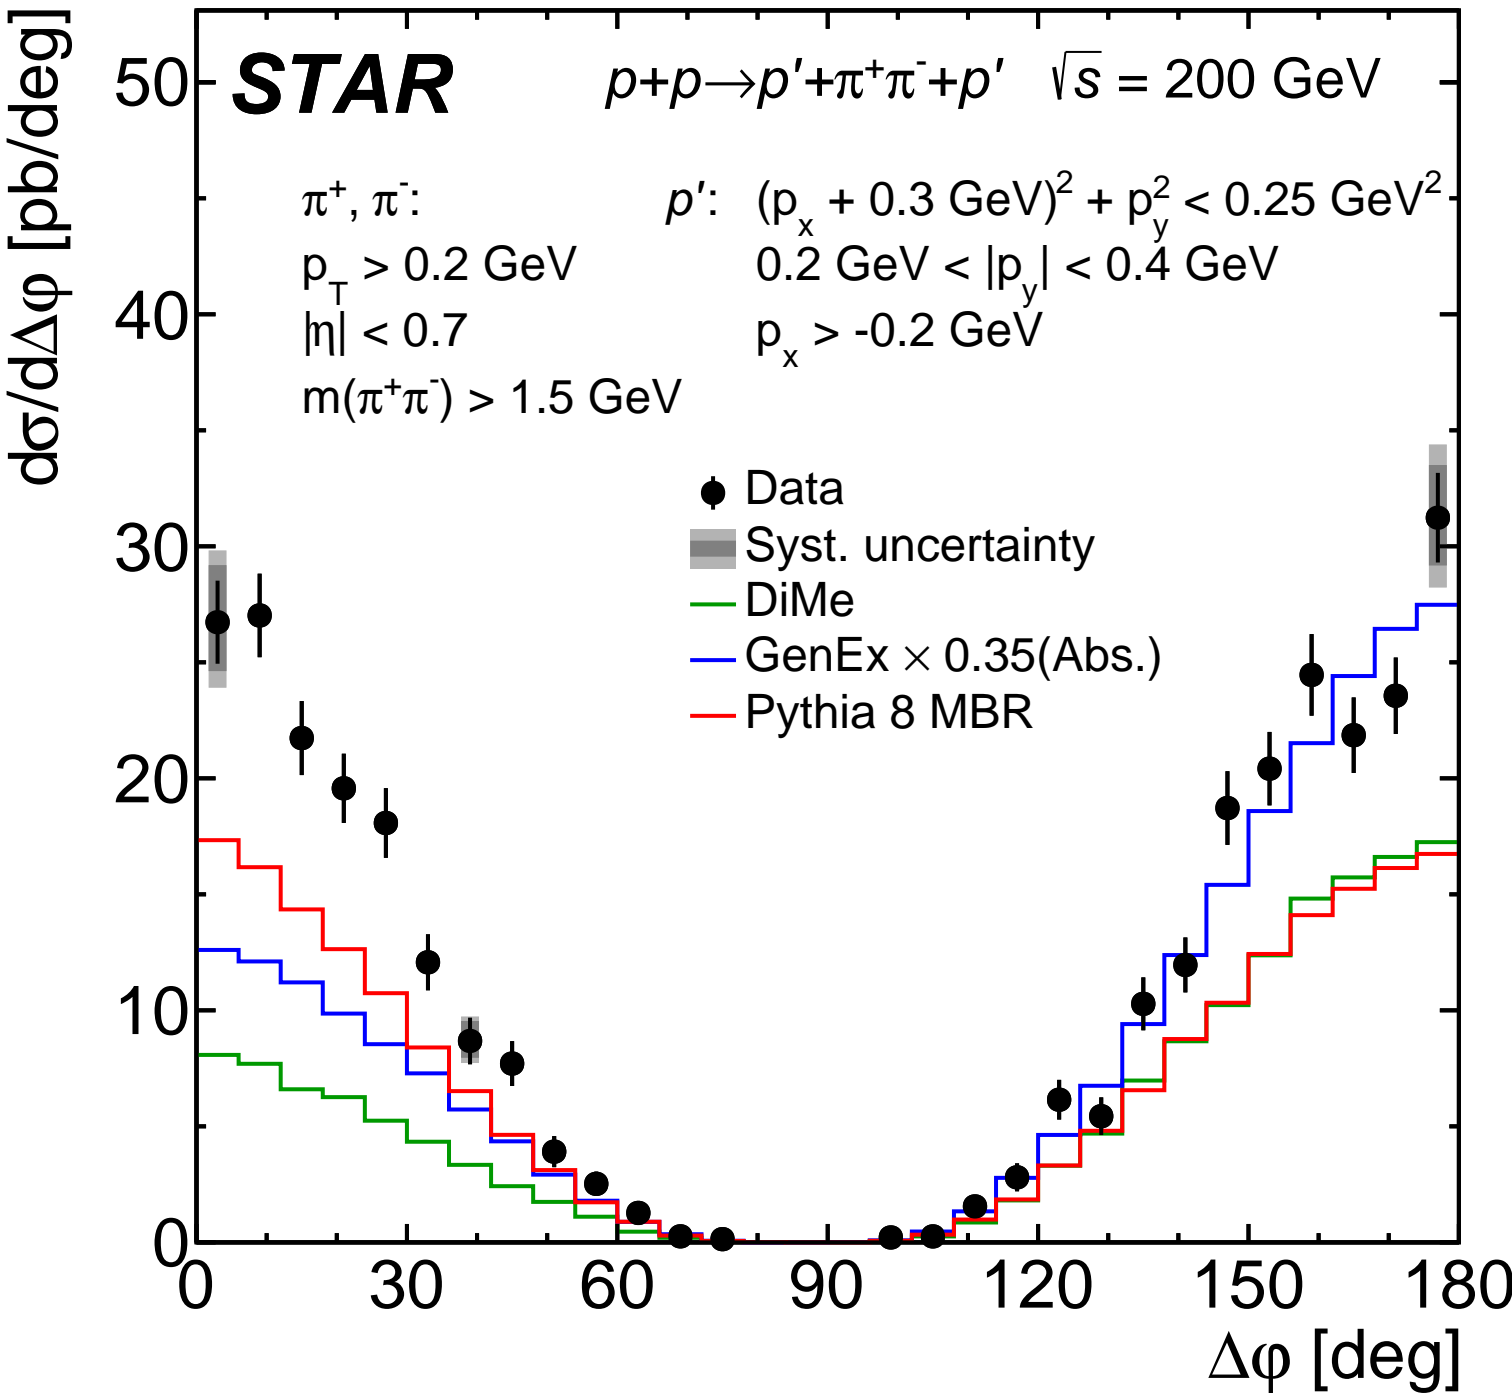 dσ/dΔφ [pb/deg]
STAR p+p→p′+π⁺π⁻+p′ √s = 200 GeV
π⁺, π⁻: p′: (pₓ + 0.3 GeV)² + p_y² < 0.25 GeV²
p_T > 0.2 GeV 0.2 GeV < |p_y| < 0.4 GeV
|η| < 0.7 pₓ > -0.2 GeV
m(π⁺π⁻) > 1.5 GeV
Data
Syst. uncertainty
DiMe
GenEx × 0.35(Abs.)
Pythia 8 MBR
50
40
30
20
10
0
0 30 60 90 120 150 180
Δφ [deg]